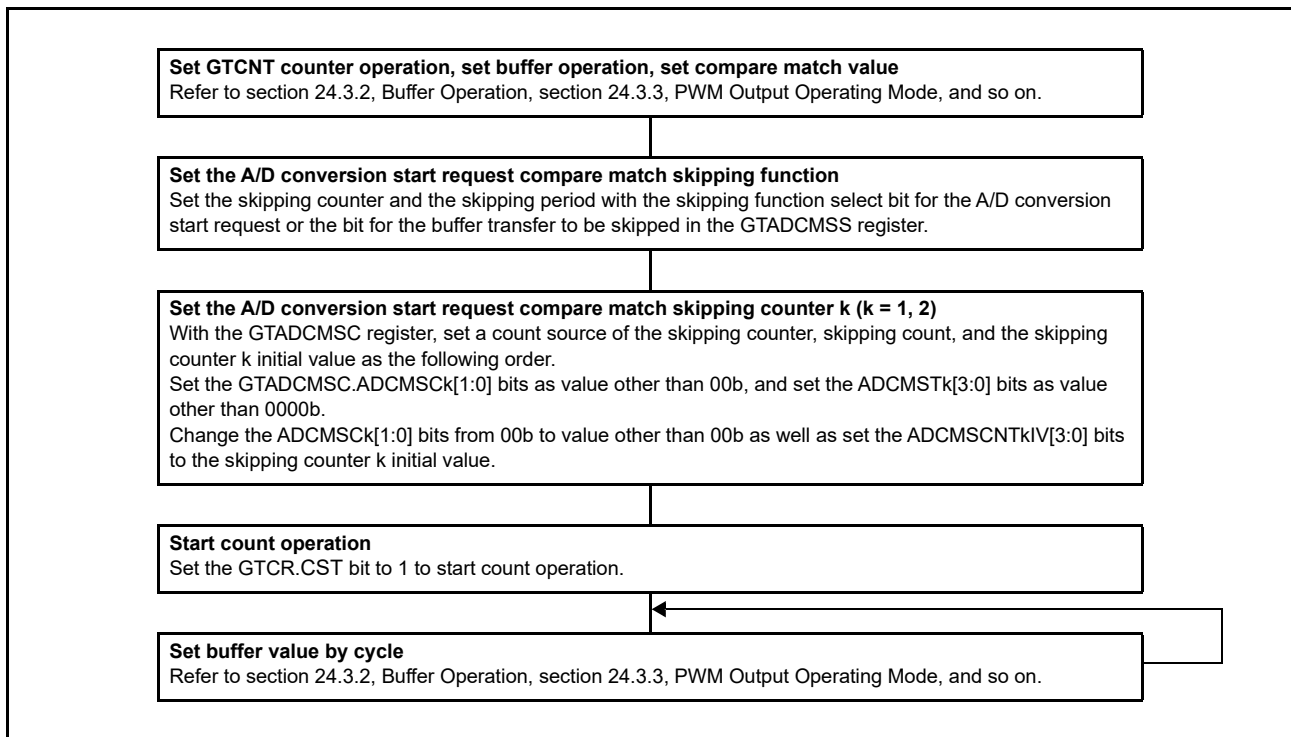 Set GTCNT counter operation, set buffer operation, set compare match value
Refer to section 24.3.2, Buffer Operation, section 24.3.3, PWM Output Operating Mode, and so on.
Set the A/D conversion start request compare match skipping function
Set the skipping counter and the skipping period with the skipping function select bit for the A/D conversion
start request or the bit for the buffer transfer to be skipped in the GTADCMSS register.
Set the A/D conversion start request compare match skipping counter k (k = 1, 2)
With the GTADCMSC register, set a count source of the skipping counter, skipping count, and the skipping
counter k initial value as the following order.
Set the GTADCMSC.ADCMSCk[1:0] bits as value other than 00b, and set the ADCMSTk[3:0] bits as value
other than 0000b.
Change the ADCMSCk[1:0] bits from 00b to value other than 00b as well as set the ADCMSCNTkIV[3:0] bits
to the skipping counter k initial value.
Start count operation
Set the GTCR.CST bit to 1 to start count operation.
Set buffer value by cycle
Refer to section 24.3.2, Buffer Operation, section 24.3.3, PWM Output Operating Mode, and so on.